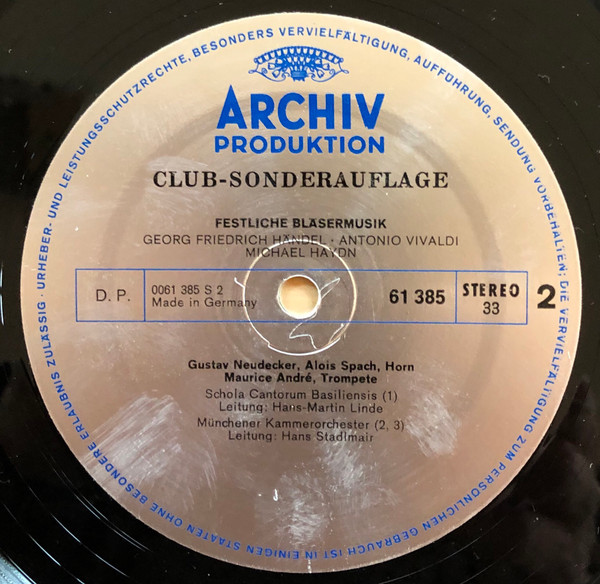 ARCHIV
PRODUKTION
CLUB-SONDERAUFLAGE
FESTLICHE BLÄSERMUSIK
GEORG FRIEDRICH HÄNDEL · ANTONIO VIVALDI
MICHAEL HAYDN
D. P.
0061 385 S 2
Made in Germany
61 385
STEREO
33
2
Gustav Neudecker, Alois Spach, Horn
Maurice André, Trompete
Schola Cantorum Basiliensis (1)
Leitung: Hans-Martin Linde
Münchener Kammerorchester (2, 3)
Leitung: Hans Stadlmair
URHEBER- UND LEISTUNGSSCHUTZRECHTE, BESONDERS VERVIELFÄLTIGUNG, AUFFÜHRUNG, SENDUNG VORBEHALTEN; DIE VERVIELFÄLTIGUNG ZUM PERSÖNLICHEN GEBRAUCH IST IN EINIGEN STAATEN OHNE BESONDERE ERLAUBNIS ZULÄSSIG ·